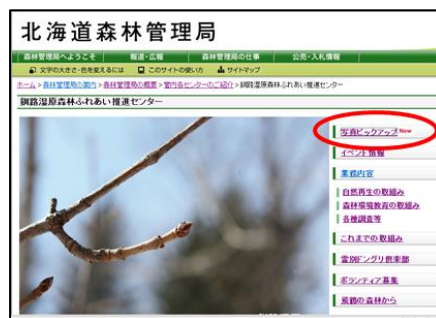 北海道森林管理局
森林管理局へようこそ 報道・広報 森林管理局の仕事 公売・入札情報
文字の大きさ・色を変えるには このサイトの使い方 サイトマップ
ホーム > 森林管理局の案内 > 森林管理局の概要 > 管内各センターのご紹介 > 釧路湿原森林ふれあい推進センター
釧路湿原森林ふれあい推進センター
写真ピックアップ New
イベント情報
業務内容
自然再生の取組み
森林環境教育の取組み
各種調査等
これまでの取組み
雷別ドングリ倶楽部
ボランティア募集